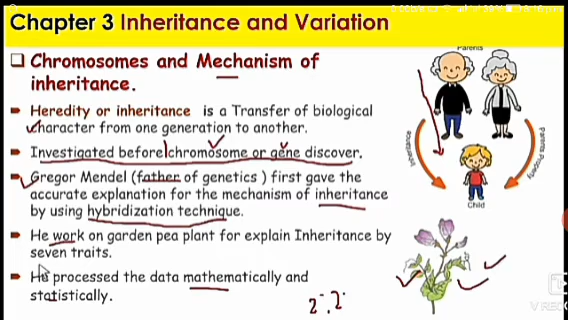 Chapter 3 Inheritance and Variation
❑ Chromosomes and Mechanism of
inheritance.
Heredity or inheritance is a Transfer of biological
character from one generation to another.
Investigated before chromosome or gene discover.
Gregor Mendel (father of genetics ) first gave the
accurate explanation for the mechanism of inheritance
by using hybridization technique.
He work on garden pea plant for explain Inheritance by
seven traits.
He processed the data mathematically and
statistically.
Parents
Inheritance
Parents Property
Child